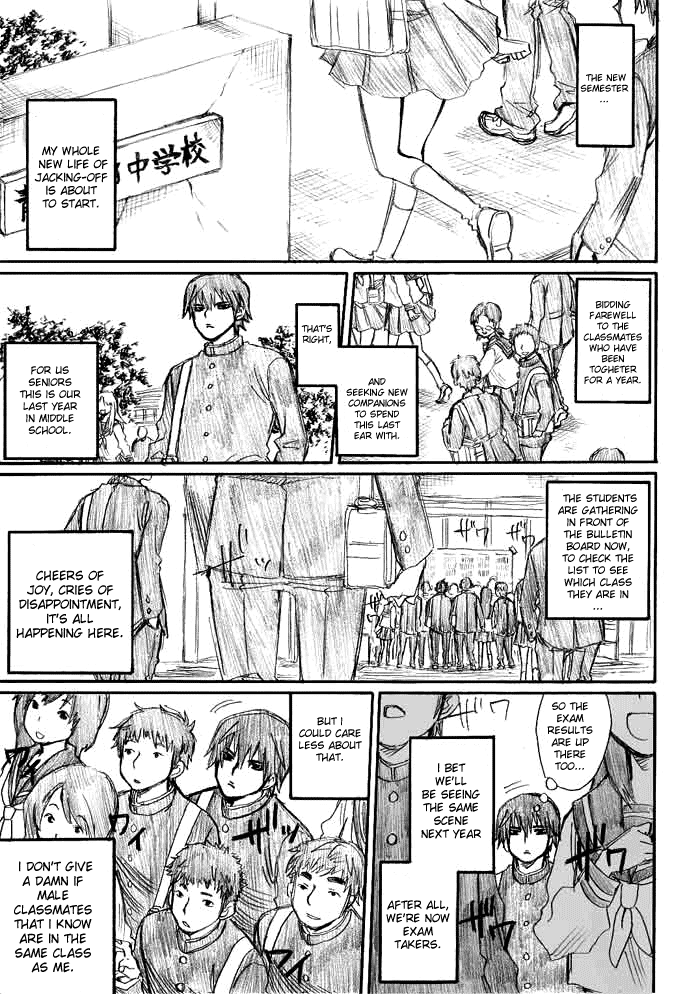 THE NEW
SEMESTER
...
MY WHOLE
NEW LIFE OF
JACKING-OFF
IS ABOUT
TO START.
中学校
BIDDING
FAREWELL
TO THE
CLASSMATES
WHO HAVE
BEEN
TOGHETER
FOR A YEAR.
THAT'S
RIGHT,
AND
SEEKING NEW
COMPANIONS
TO SPEND
THIS LAST
EAR WITH.
FOR US
SENIORS
THIS IS OUR
LAST YEAR
IN MIDDLE
SCHOOL.
THE STUDENTS
ARE GATHERING
IN FRONT OF
THE BULLETIN
BOARD NOW,
TO CHECK
THE LIST TO SEE
WHICH CLASS
THEY ARE IN
...
ザワ
ザワ
CHEERS OF
JOY, CRIES OF
DISAPPOINTMENT,
IT'S ALL
HAPPENING HERE.
SO THE
EXAM
RESULTS
ARE UP
THERE
TOO...
I BET
WE'LL
BE SEEING
THE SAME
SCENE
NEXT YEAR
AFTER ALL,
WE'RE NOW
EXAM
TAKERS.
BUT I
COULD CARE
LESS ABOUT
THAT.
I DON'T GIVE
A DAMN IF
MALE
CLASSMATES
THAT I KNOW
ARE IN THE
SAME CLASS
AS ME.